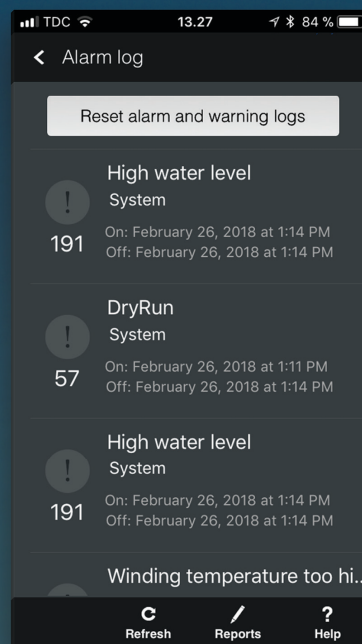 TDC 13.27 84 %
Alarm log
Reset alarm and warning logs
High water level
System
191
On: February 26, 2018 at 1:14 PM
Off: February 26, 2018 at 1:14 PM
DryRun
System
57
On: February 26, 2018 at 1:11 PM
Off: February 26, 2018 at 1:14 PM
High water level
System
191
On: February 26, 2018 at 1:14 PM
Off: February 26, 2018 at 1:14 PM
Winding temperature too hi...
Refresh Reports Help